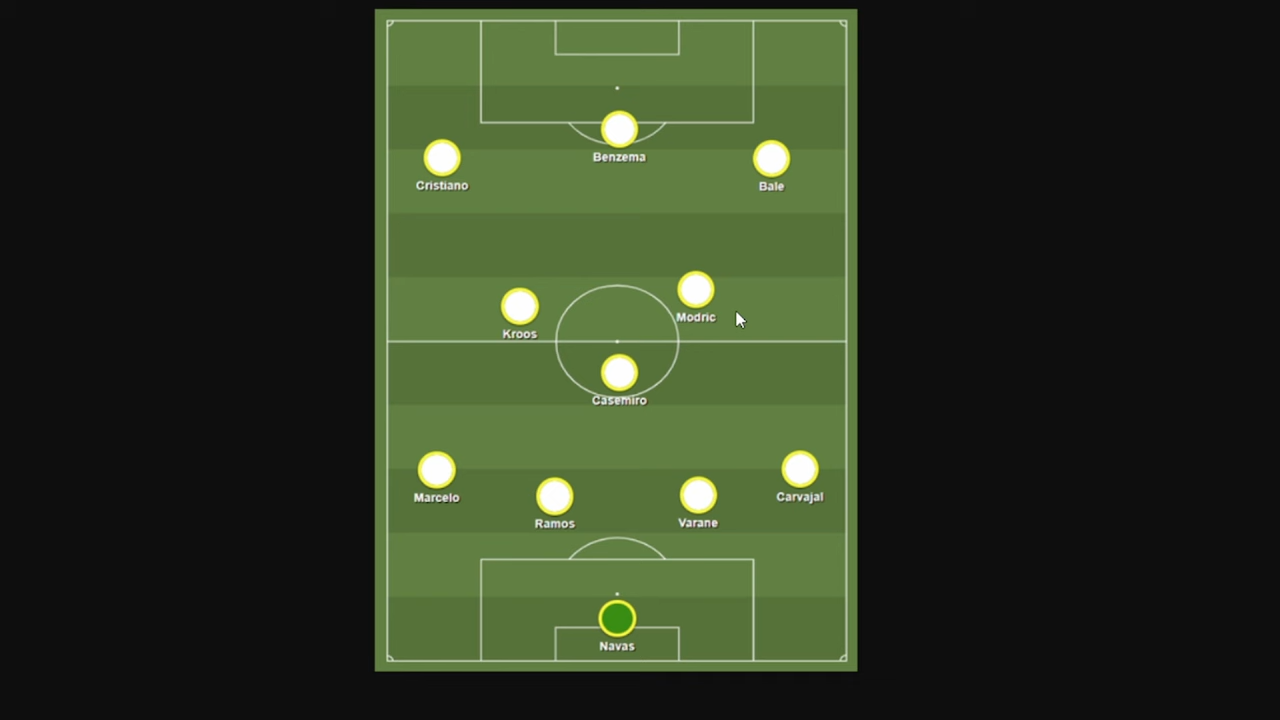 Benzema
Cristiano
Bale
Modric
Kroos
Casemiro
Marcelo
Carvajal
Ramos
Varane
Navas